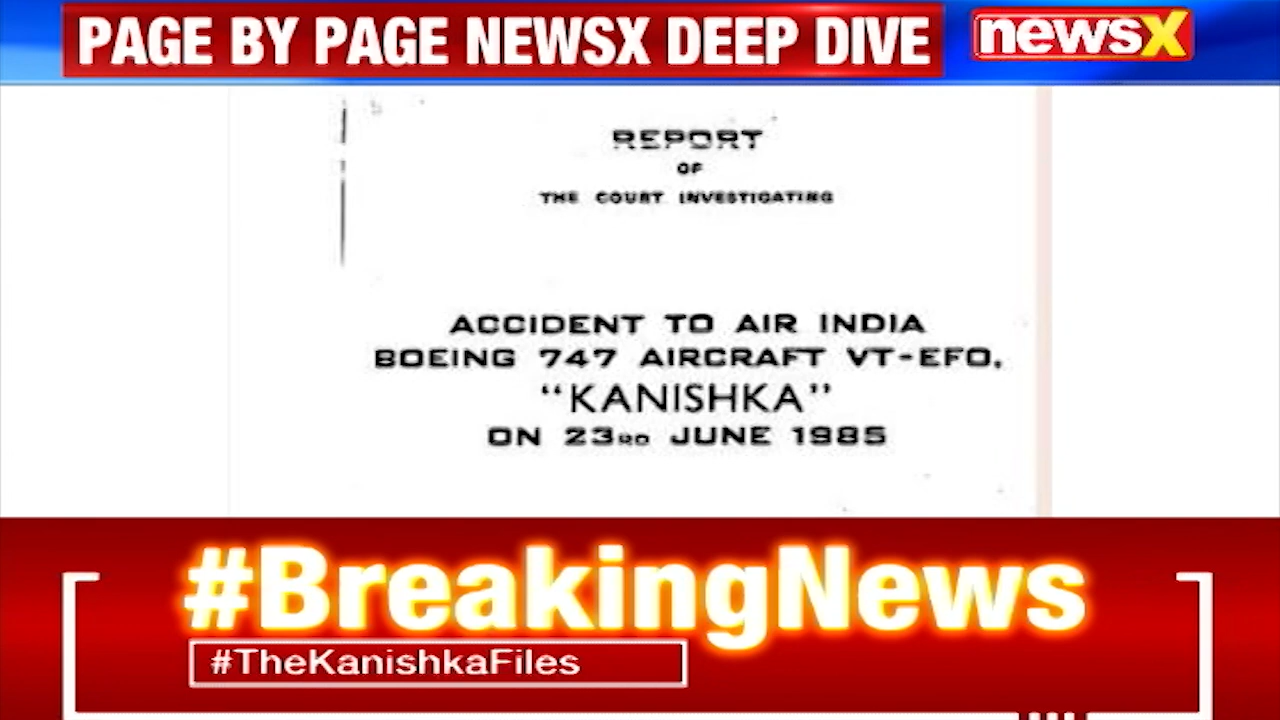 PAGE BY PAGE NEWSX DEEP DIVE
newsX
REPORT
OF
THE COURT INVESTIGATING
ACCIDENT TO AIR INDIA
BOEING 747 AIRCRAFT VT-EFO,
"KANISHKA"
ON 23RD JUNE 1985
#BreakingNews
#TheKanishkaFiles